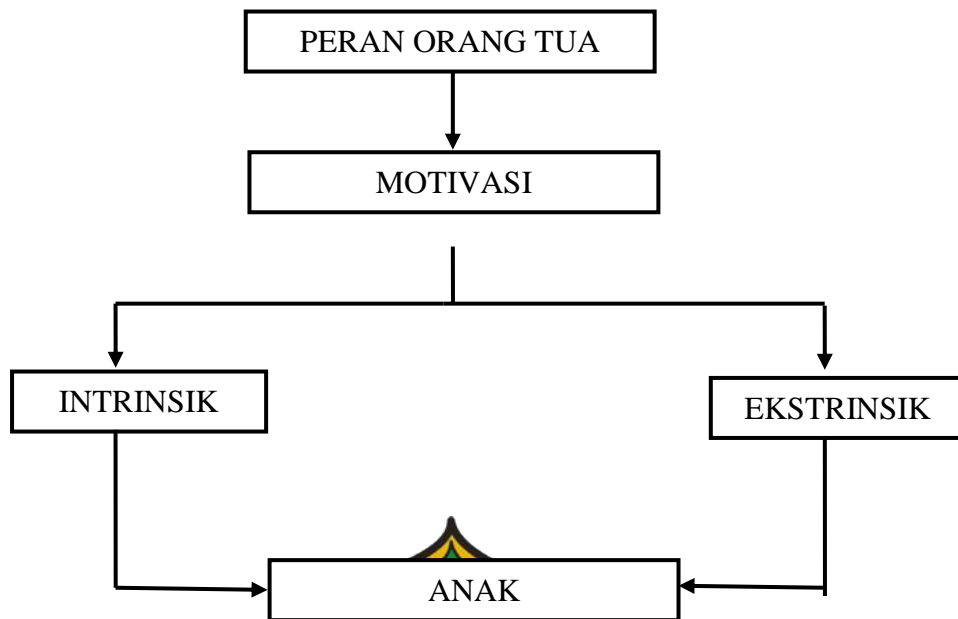 PERAN ORANG TUA
MOTIVASI
INTRINSIK
EKSTRINSIK
ANAK